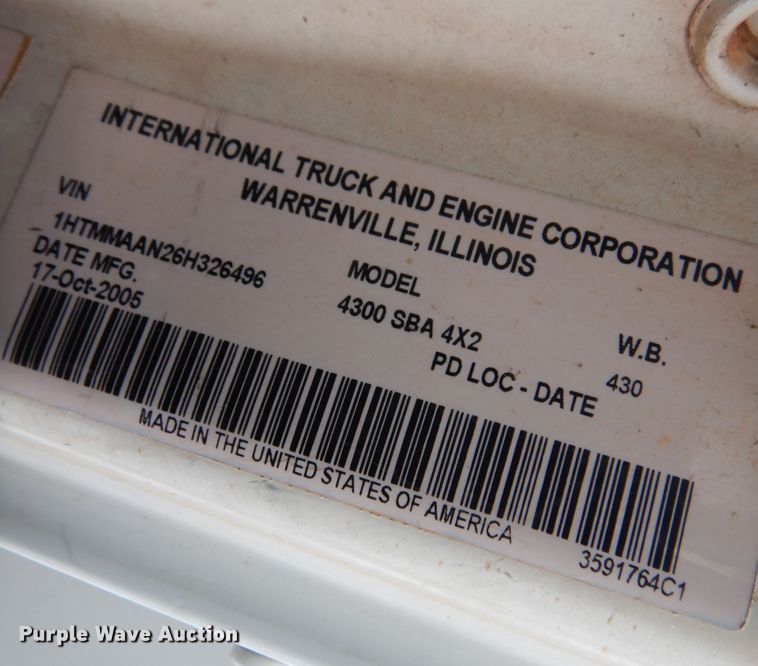 INTERNATIONAL TRUCK AND ENGINE CORPORATION
WARRENVILLE, ILLINOIS
VIN
1HTMMAAN26H326496
MODEL
W.B.
DATE MFG.
4300 SBA 4X2
430
17-Oct-2005
PD LOC - DATE
MADE IN THE UNITED STATES OF AMERICA
3591764C1
Purple Wave Auction